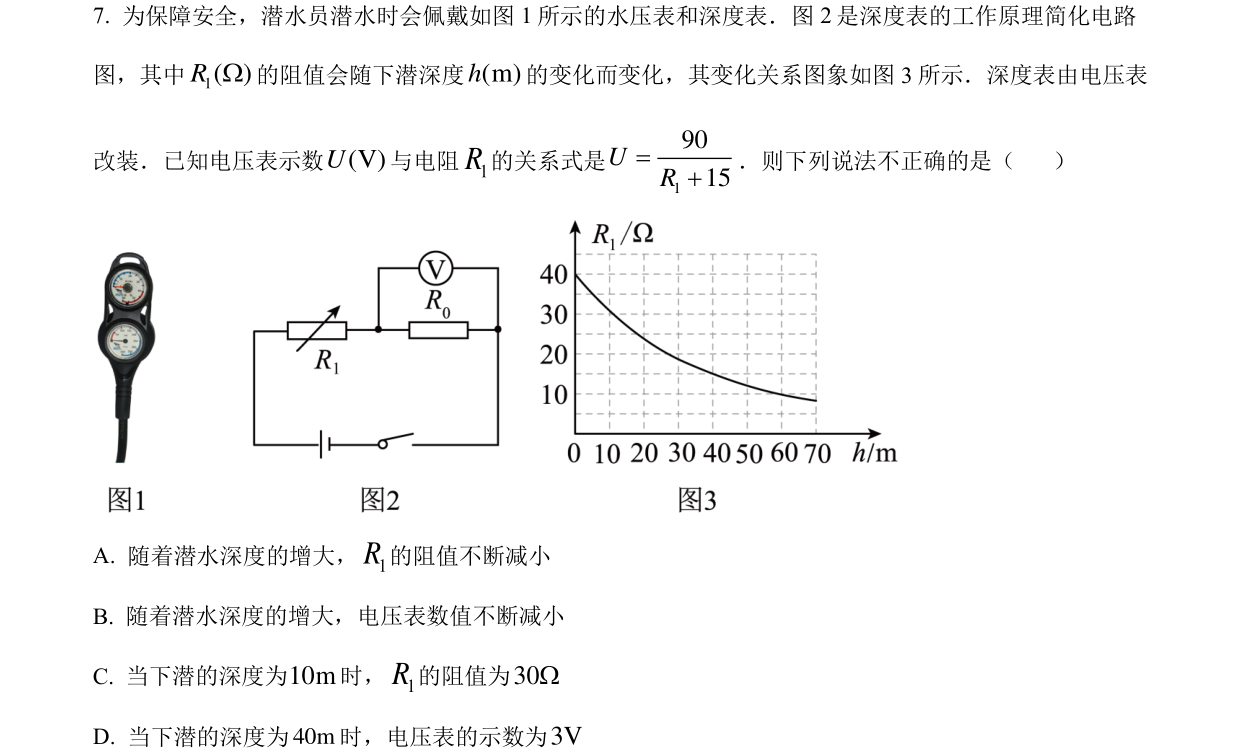 7. 为保障安全，潜水员潜水时会佩戴如图 1 所示的水压表和深度表．图 2 是深度表的工作原理简化电路
图，其中 R₁(Ω) 的阻值会随下潜深度 h(m) 的变化而变化，其变化关系图象如图 3 所示．深度表由电压表
改装．已知电压表示数 U(V) 与电阻 R₁ 的关系式是 U = 90/(R₁+15)．则下列说法不正确的是（　　）
V
R₀
R₁
R₁/Ω
40
30
20
10
0 10 20 30 40 50 60 70 h/m
图1 图2 图3
A. 随着潜水深度的增大， R₁ 的阻值不断减小
B. 随着潜水深度的增大，电压表数值不断减小
C. 当下潜的深度为10m 时， R₁ 的阻值为30Ω
D. 当下潜的深度为 40m 时，电压表的示数为3V